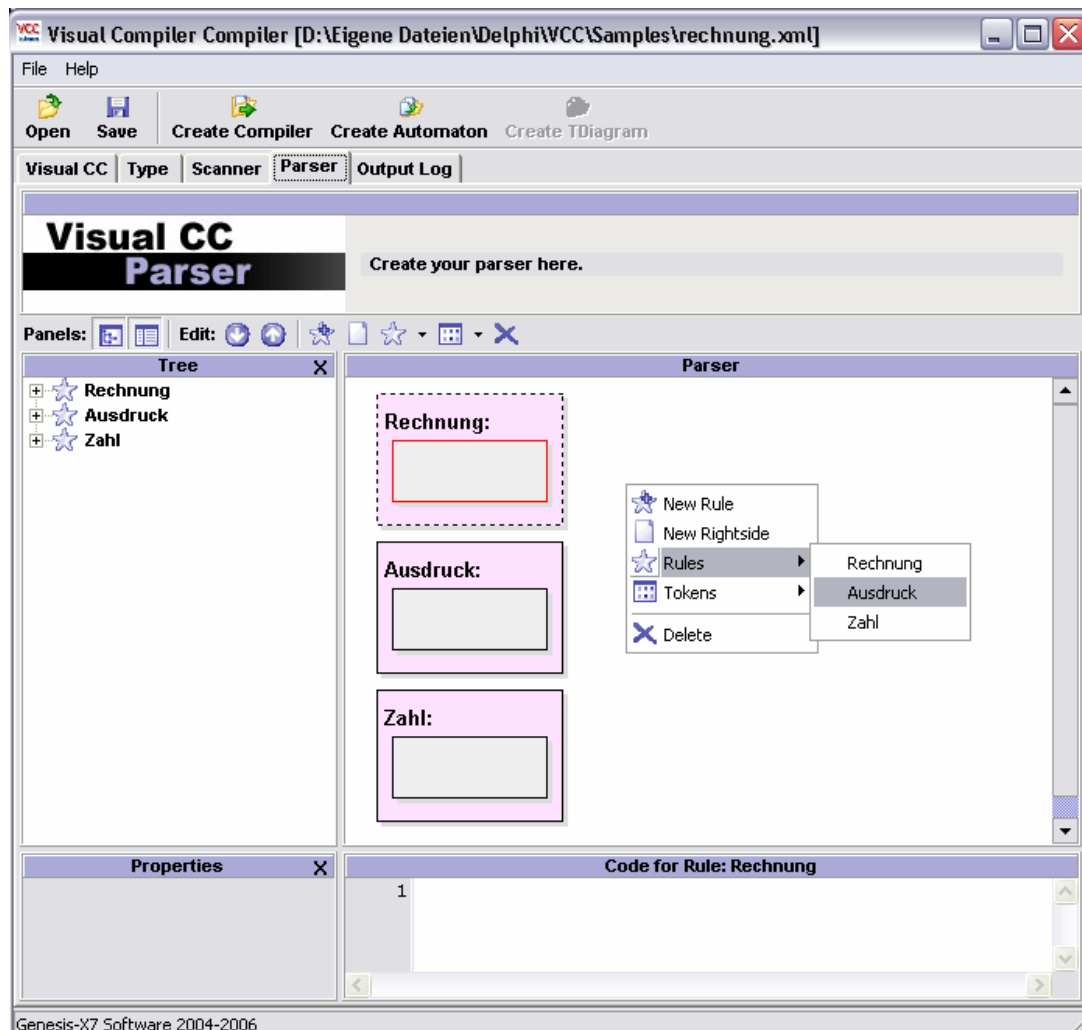 Visual Compiler Compiler [D:\Eigene Dateien\Delphi\VCC\Samples\rechnung.xml]
File Help
Open Save Create Compiler Create Automaton Create TDiagram
Visual CC Type Scanner Parser Output Log
Visual CC
Parser
Create your parser here.
Panels: Edit:
Tree X
Parser
Rechnung
Ausdruck
Zahl
Rechnung:
Ausdruck:
Zahl:
New Rule
New Rightside
Rules
Tokens
Delete
Rechnung
Ausdruck
Zahl
Properties X
Code for Rule: Rechnung
1
Genesis-X7 Software 2004-2006